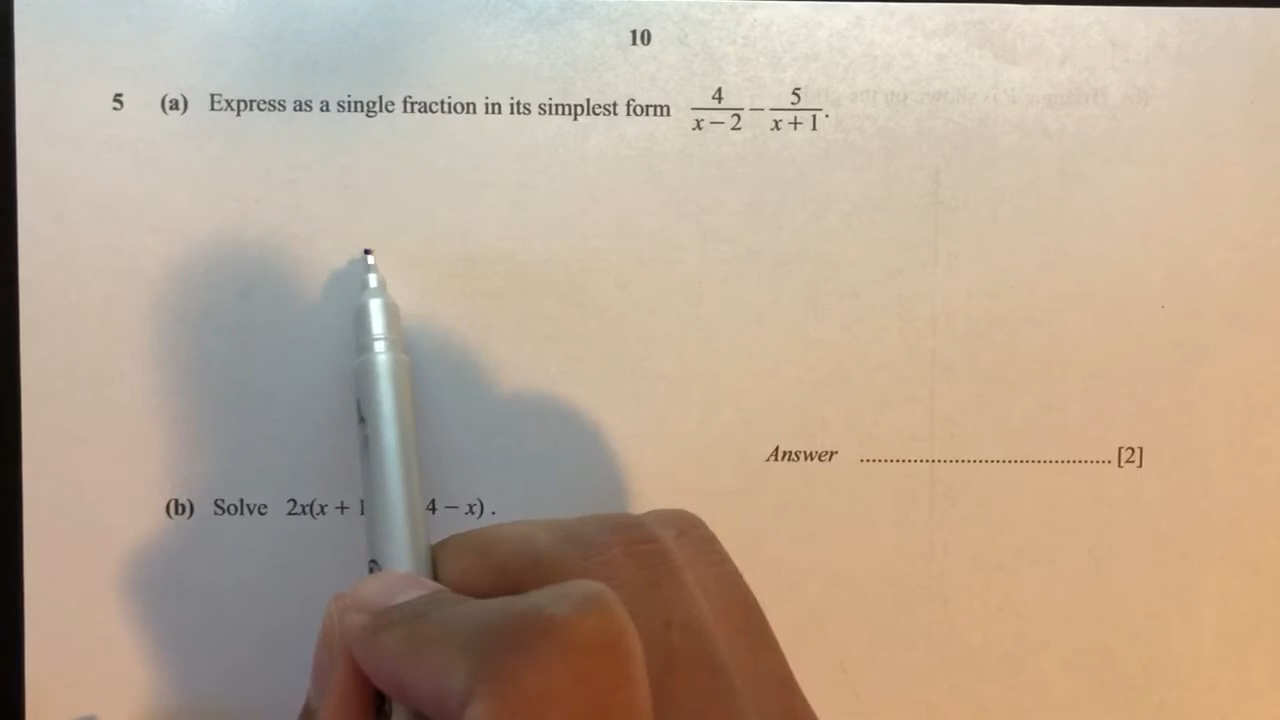 10
5 (a) Express as a single fraction in its simplest form 4/(x − 2) − 5/(x + 1).
Answer ........................................ [2]
(b) Solve 2x(x + 1 4 − x).